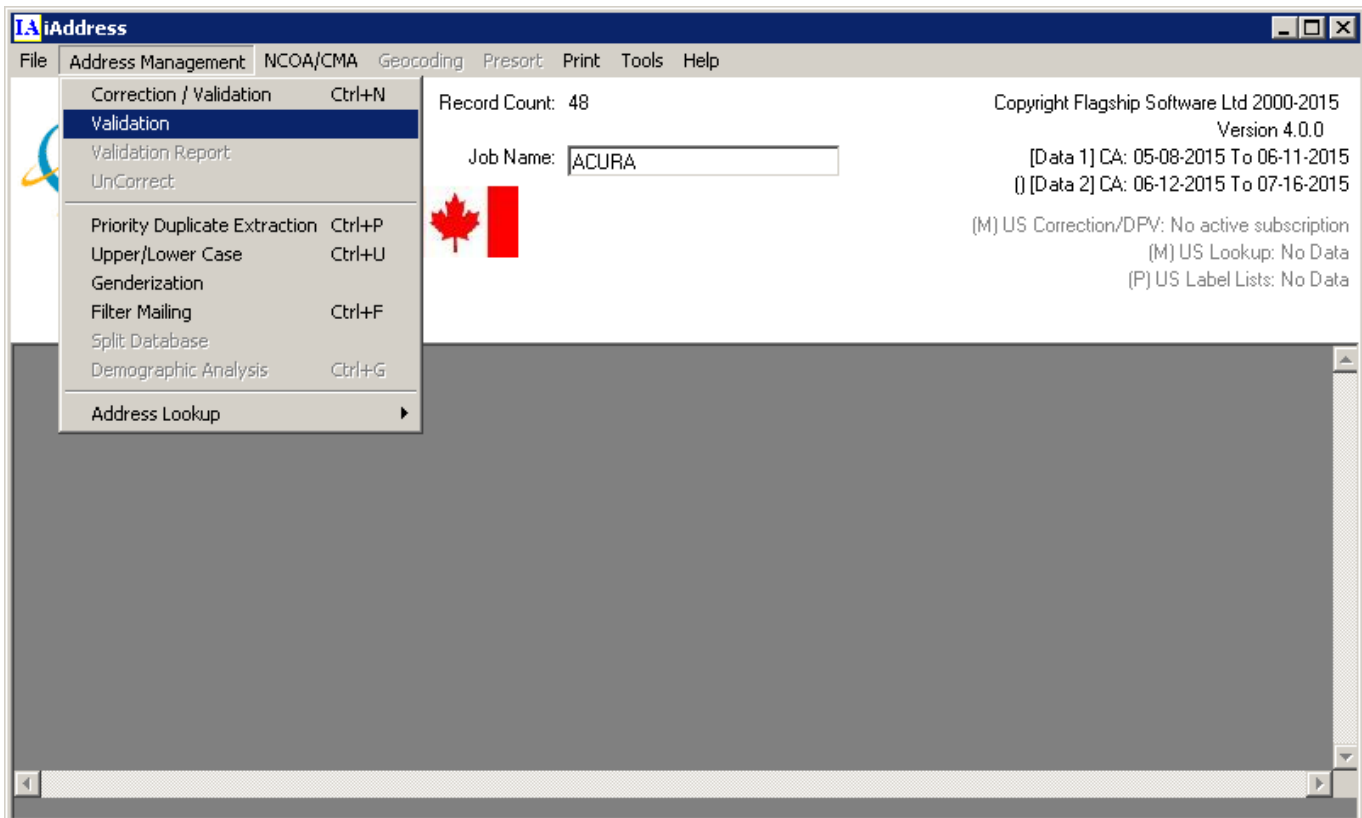 IA iAddress
File Address Management NCOA/CMA Geocoding Presort Print Tools Help
Correction / Validation Ctrl+N
Validation
Validation Report
UnCorrect
Priority Duplicate Extraction Ctrl+P
Upper/Lower Case Ctrl+U
Genderization
Filter Mailing Ctrl+F
Split Database
Demographic Analysis Ctrl+G
Address Lookup
Record Count: 48
Job Name: ACURA
Copyright Flagship Software Ltd 2000-2015
Version 4.0.0
[Data 1] CA: 05-08-2015 To 06-11-2015
() [Data 2] CA: 06-12-2015 To 07-16-2015
(M) US Correction/DPV: No active subscription
(M) US Lookup: No Data
(P) US Label Lists: No Data